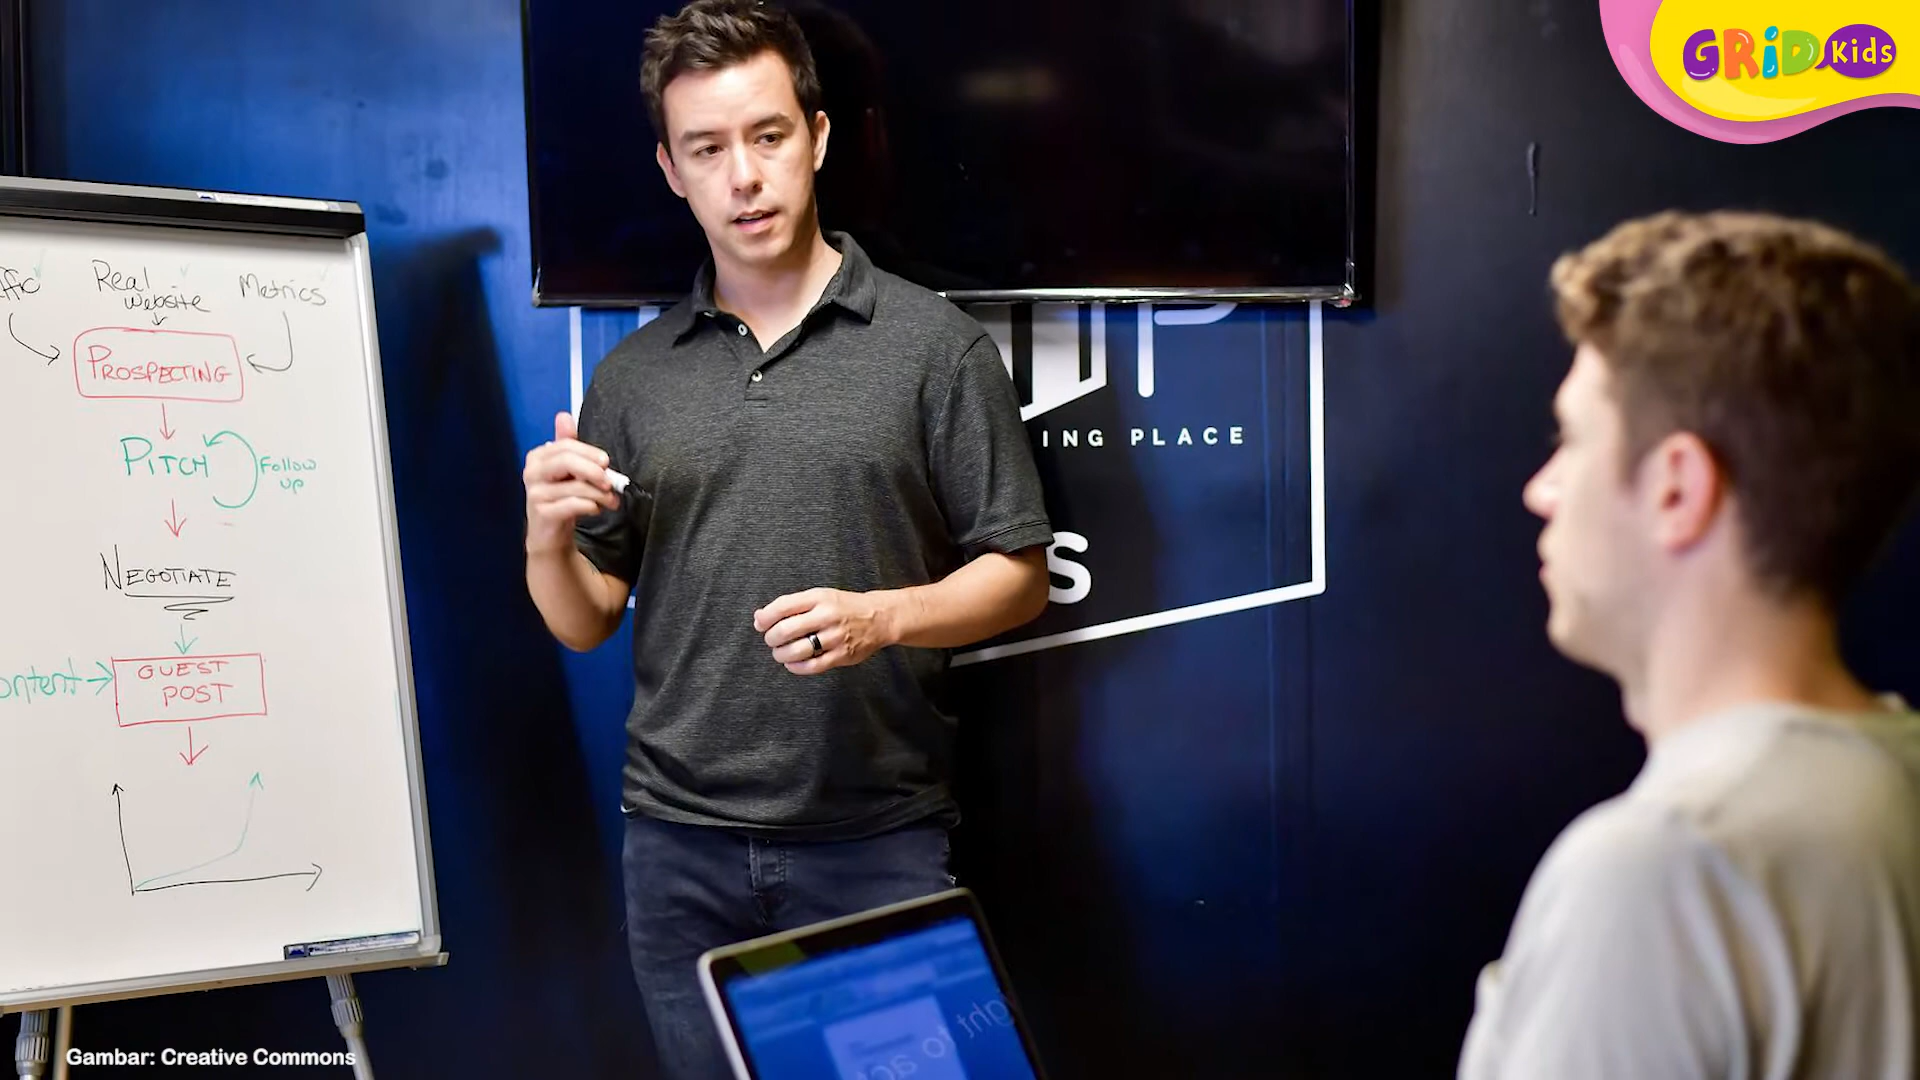 GRiD Kids
Real
website
Metrics
PROSPECTING
PITCH
Follow
up
NEGOTIATE
GUEST
POST
ING PLACE
S
Gambar: Creative Commons